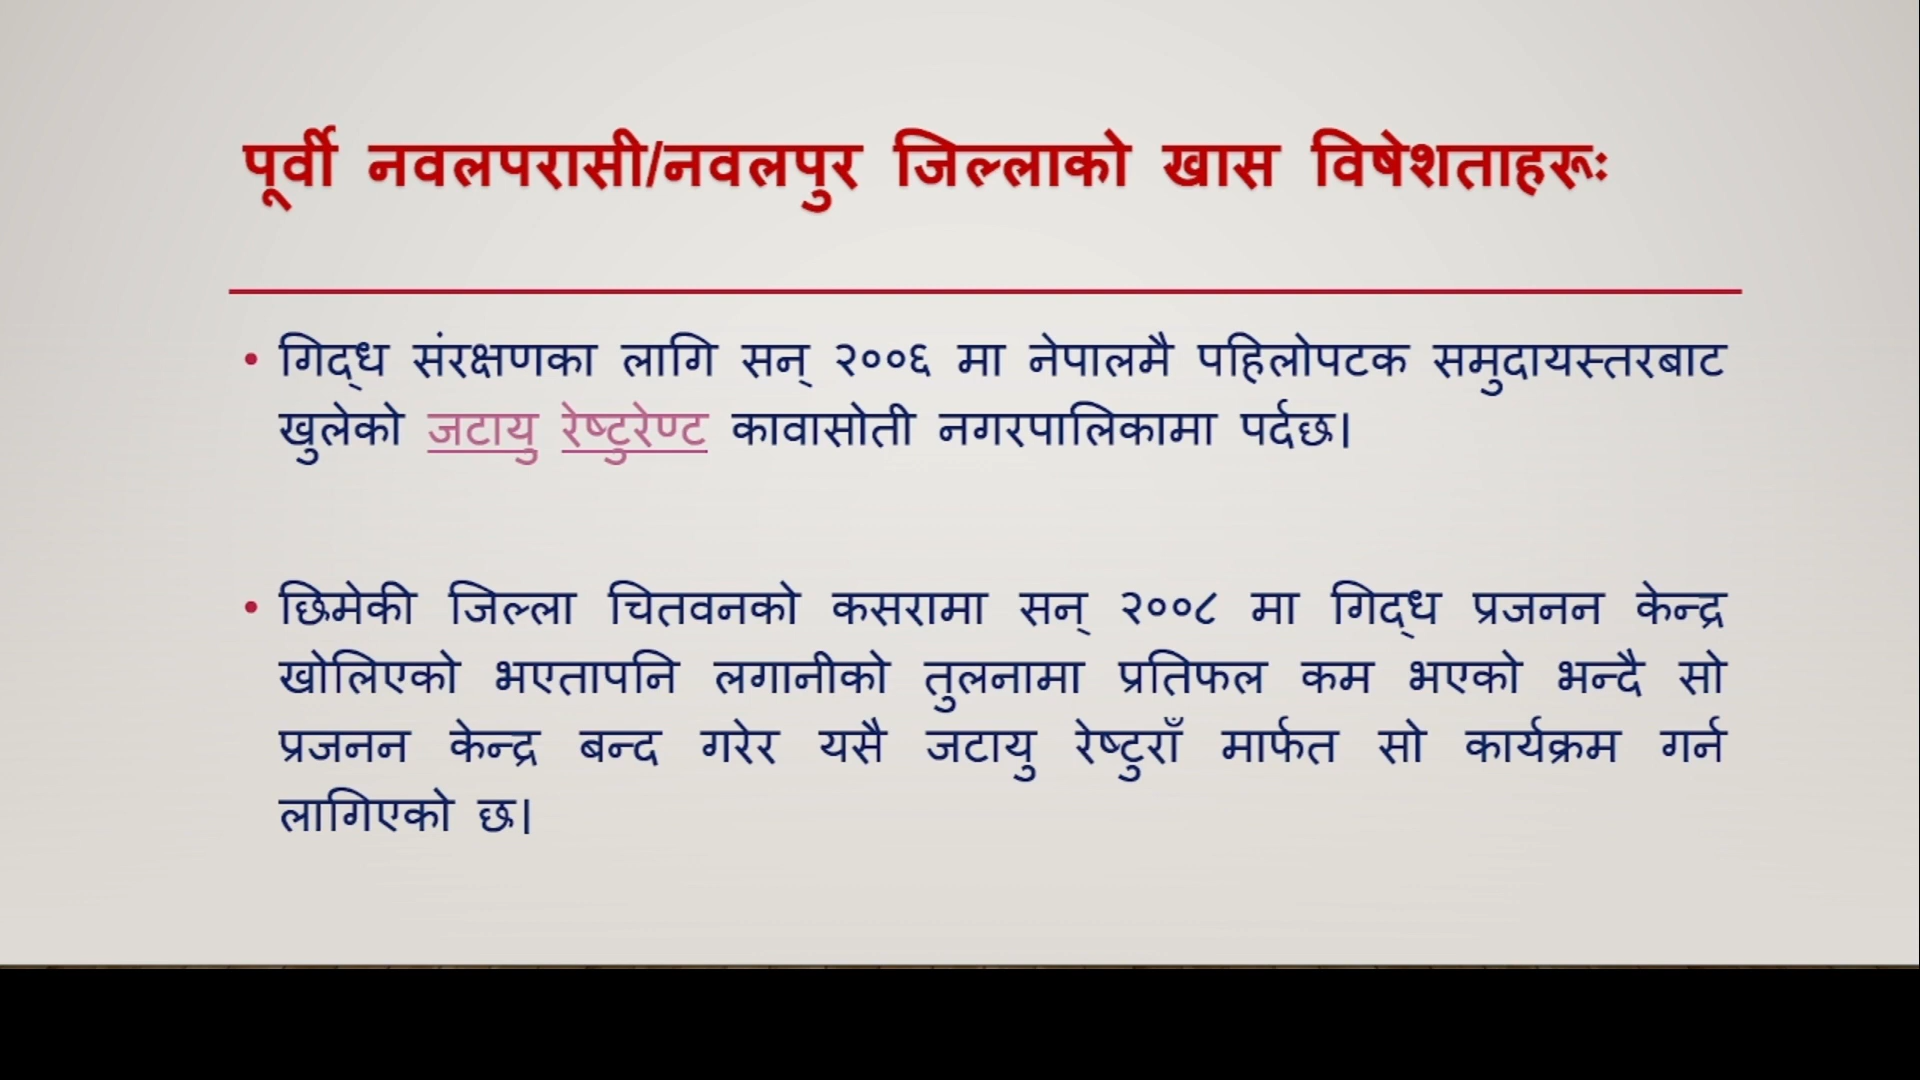 पूर्वी नवलपरासी/नवलपुर जिल्लाको खास विषेशताहरूः
• गिद्ध संरक्षणका लागि सन् २००६ मा नेपालमै पहिलोपटक समुदायस्तरबाट
खुलेको जटायु रेष्टुरेण्ट कावासोती नगरपालिकामा पर्दछ।
• छिमेकी जिल्ला चितवनको कसरामा सन् २००८ मा गिद्ध प्रजनन केन्द्र
खोलिएको भएतापनि लगानीको तुलनामा प्रतिफल कम भएको भन्दै सो
प्रजनन केन्द्र बन्द गरेर यसै जटायु रेष्टुराँ मार्फत सो कार्यक्रम गर्न
लागिएको छ।